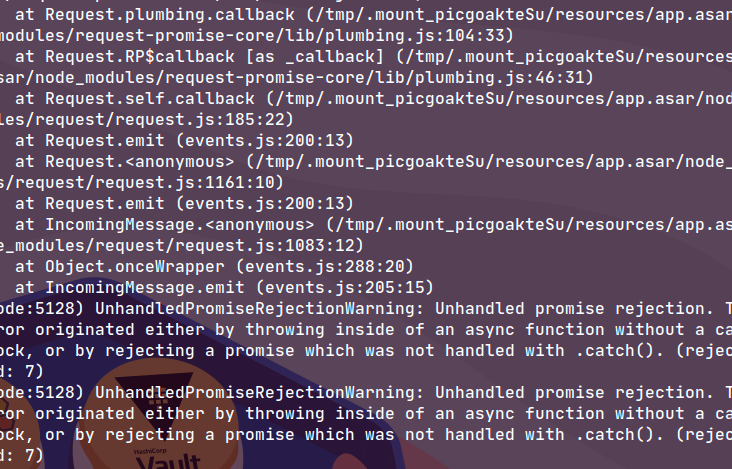 at Request.plumbing.callback (/tmp/.mount_picgoakteSu/resources/app.asar
modules/request-promise-core/lib/plumbing.js:104:33)
at Request.RP$callback [as _callback] (/tmp/.mount_picgoakteSu/resources
asar/node_modules/request-promise-core/lib/plumbing.js:46:31)
at Request.self.callback (/tmp/.mount_picgoakteSu/resources/app.asar/nod
les/request/request.js:185:22)
at Request.emit (events.js:200:13)
at Request.<anonymous> (/tmp/.mount_picgoakteSu/resources/app.asar/node_
s/request/request.js:1161:10)
at Request.emit (events.js:200:13)
at IncomingMessage.<anonymous> (/tmp/.mount_picgoakteSu/resources/app.as
e_modules/request/request.js:1083:12)
at Object.onceWrapper (events.js:288:20)
at IncomingMessage.emit (events.js:205:15)
ode:5128) UnhandledPromiseRejectionWarning: Unhandled promise rejection. T
ror originated either by throwing inside of an async function without a ca
ock, or by rejecting a promise which was not handled with .catch(). (rejec
d: 7)
ode:5128) UnhandledPromiseRejectionWarning: Unhandled promise rejection. T
ror originated either by throwing inside of an async function without a ca
ock, or by rejecting a promise which was not handled with .catch(). (rejec
d: 7)
HashiCorp
Vault